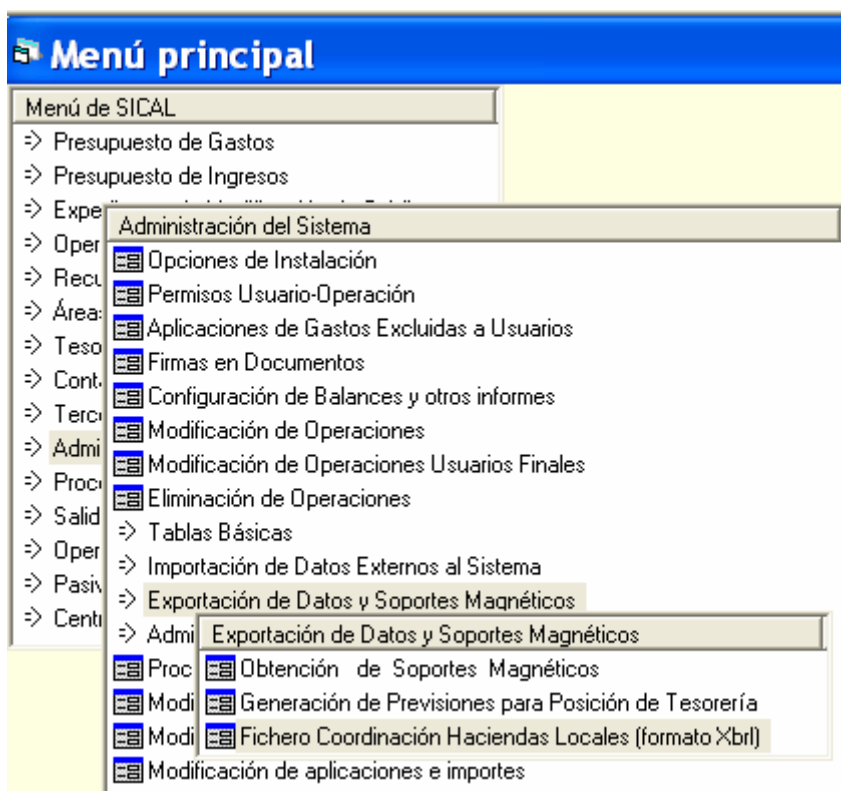 Menú principal
Menú de SICAL
Presupuesto de Gastos
Presupuesto de Ingresos
Administración del Sistema
Opciones de Instalación
Permisos Usuario-Operación
Aplicaciones de Gastos Excluidas a Usuarios
Firmas en Documentos
Configuración de Balances y otros informes
Modificación de Operaciones
Modificación de Operaciones Usuarios Finales
Eliminación de Operaciones
Tablas Básicas
Importación de Datos Externos al Sistema
Exportación de Datos y Soportes Magnéticos
Exportación de Datos y Soportes Magnéticos
Obtención de Soportes Magnéticos
Generación de Previsiones para Posición de Tesorería
Fichero Coordinación Haciendas Locales (formato Xbrl)
Modificación de aplicaciones e importes